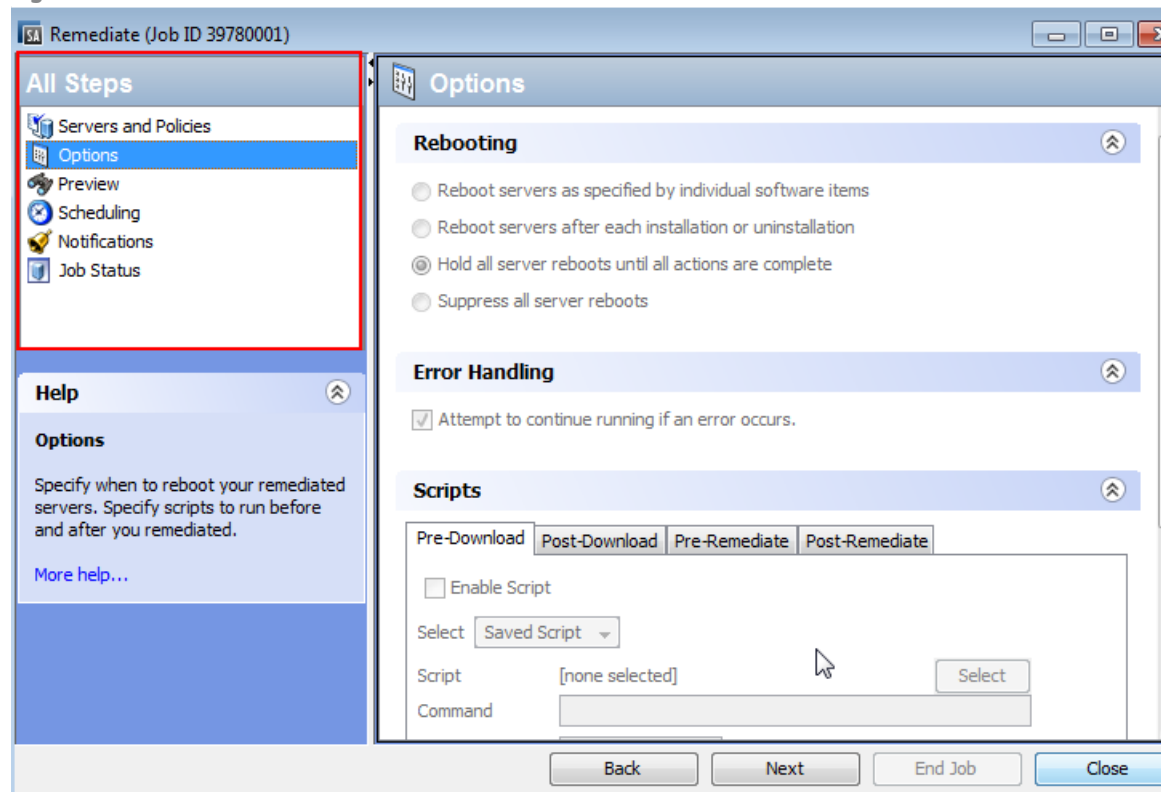 SA Remediate (Job ID 39780001)
All Steps
Servers and Policies
Options
Preview
Scheduling
Notifications
Job Status
Help
Options
Specify when to reboot your remediated
servers. Specify scripts to run before
and after you remediated.
More help...
Options
Rebooting
Reboot servers as specified by individual software items
Reboot servers after each installation or uninstallation
Hold all server reboots until all actions are complete
Suppress all server reboots
Error Handling
Attempt to continue running if an error occurs.
Scripts
Pre-Download Post-Download Pre-Remediate Post-Remediate
Enable Script
Select Saved Script
Script [none selected] Select
Command
Back Next End Job Close